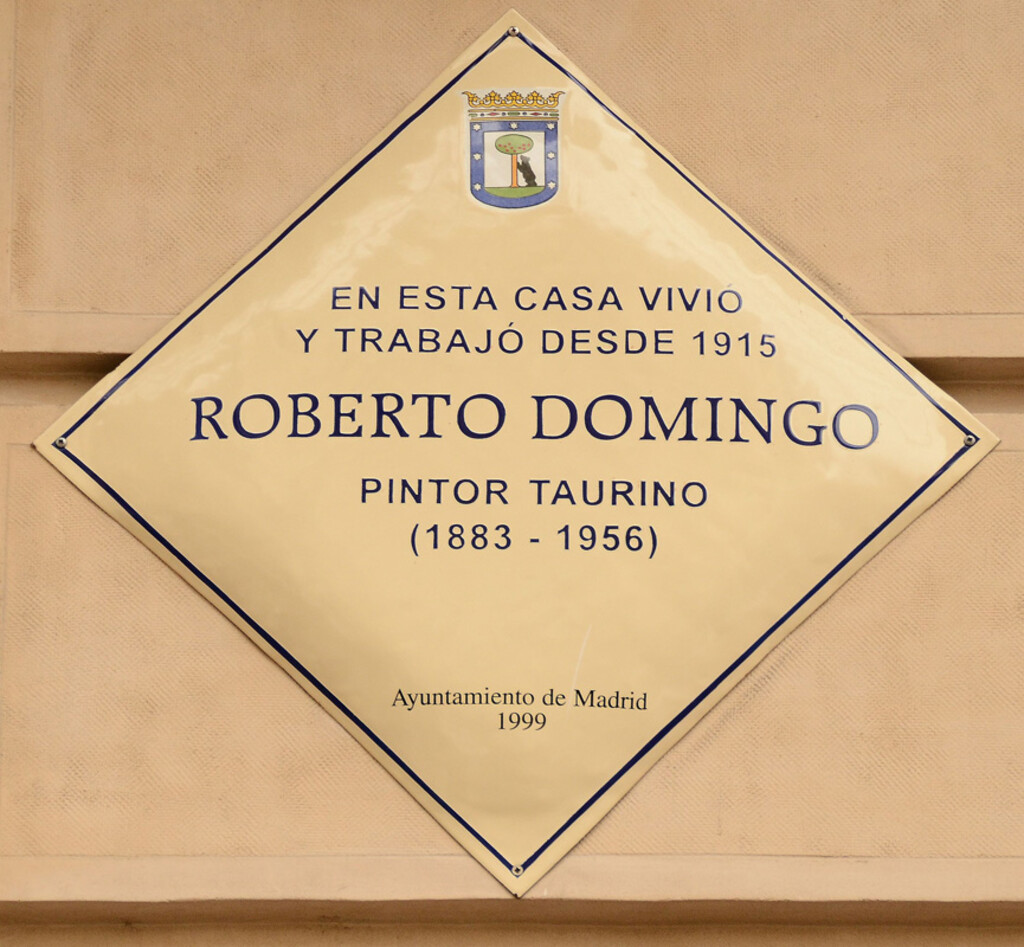 EN ESTA CASA VIVIÓ
Y TRABAJÓ DESDE 1915
ROBERTO DOMINGO
PINTOR TAURINO
(1883 - 1956)
Ayuntamiento de Madrid
1999